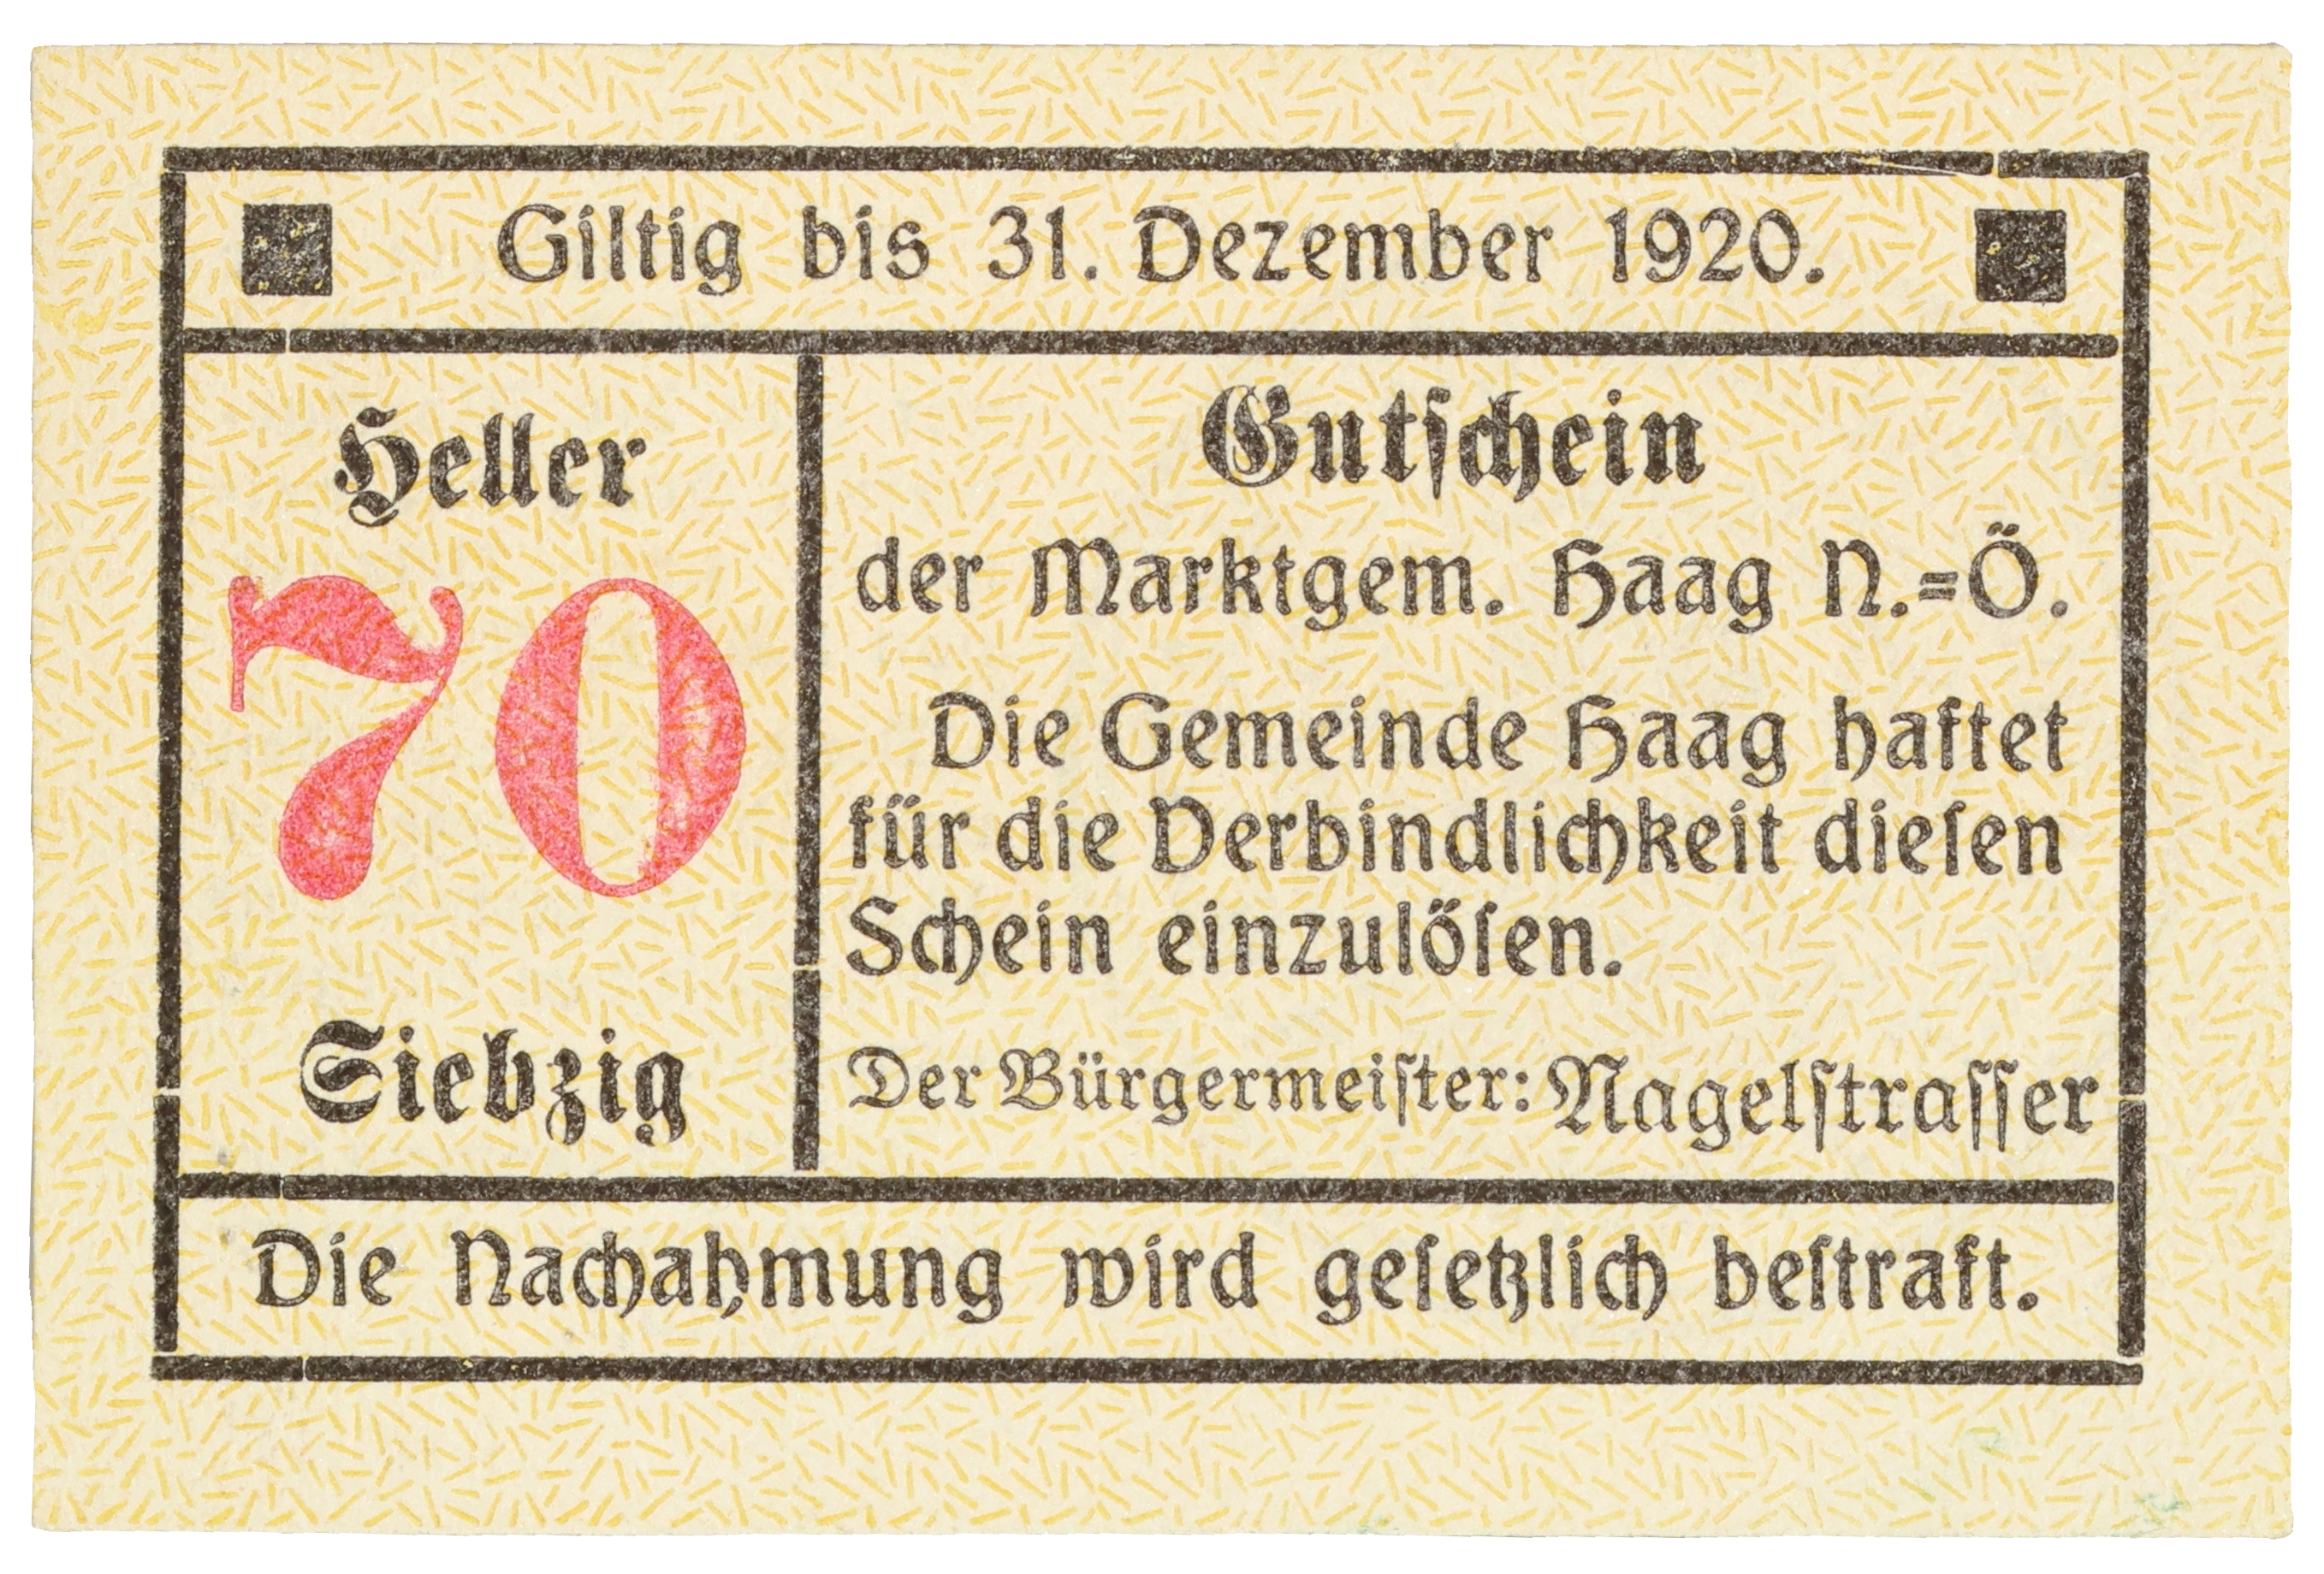 Giltig bis 31. Dezember 1920.
Heller
70
Siebzig
Gutſchein
der Marktgem. Haag N.=Ö.
Die Gemeinde Haag haftet
für die Verbindlichkeit dieſen
Schein einzulöſen.
Der Bürgermeiſter: Nagelſtraſſer
Die Nachahmung wird geſetzlich beſtraft.